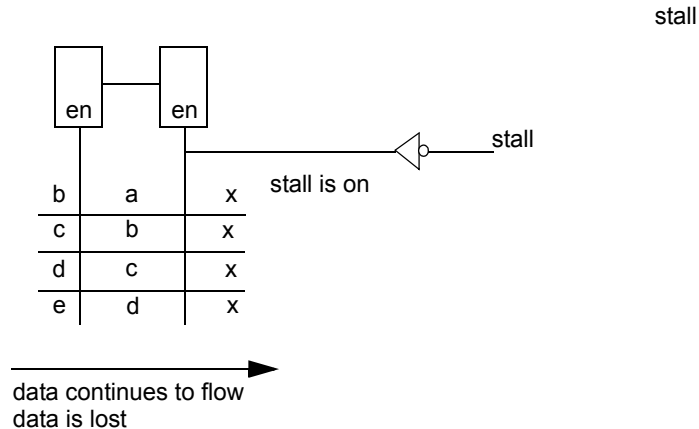 stall
en en
stall
stall is on
b a x
c b x
d c x
e d x
data continues to flow
data is lost